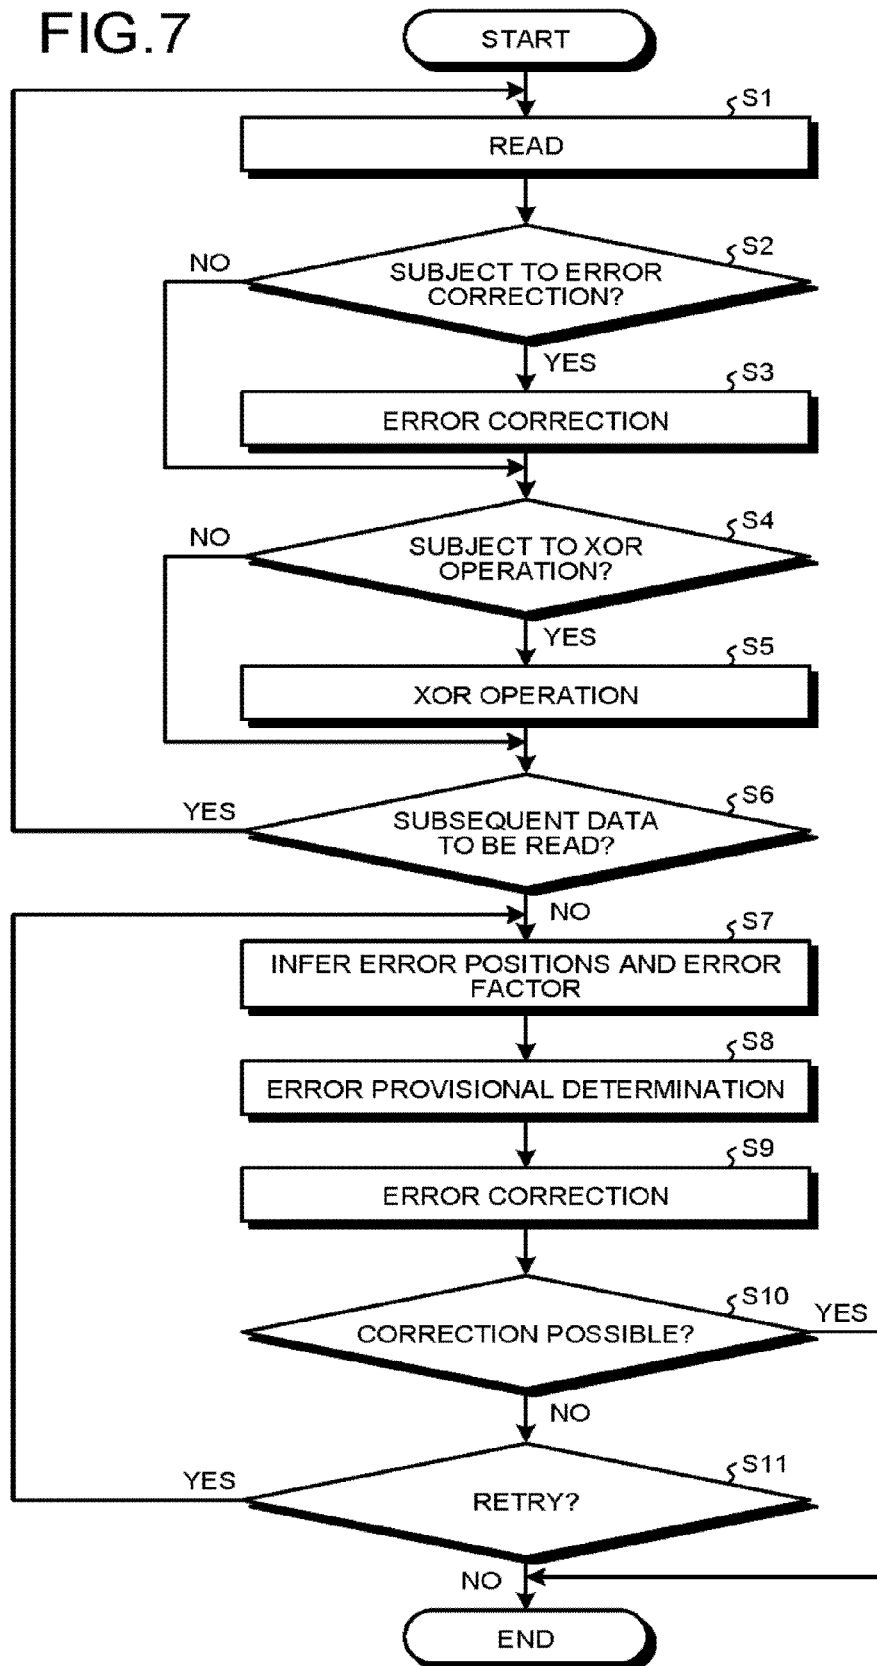 FIG.7
START
S1
READ
S2
NO
SUBJECT TO ERROR
CORRECTION?
YES
S3
ERROR CORRECTION
S4
NO
SUBJECT TO XOR
OPERATION?
YES
S5
XOR OPERATION
S6
YES
SUBSEQUENT DATA
TO BE READ?
NO
S7
INFER ERROR POSITIONS AND ERROR
FACTOR
S8
ERROR PROVISIONAL DETERMINATION
S9
ERROR CORRECTION
S10
YES
CORRECTION POSSIBLE?
NO
S11
YES
RETRY?
NO
END